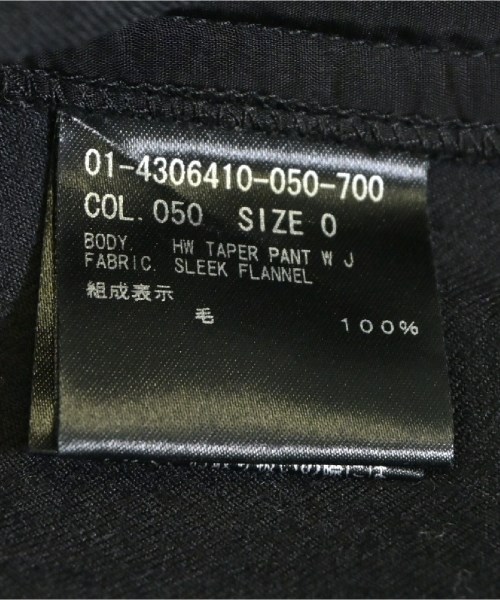 01-4306410-050-700
COL. 050 SIZE 0
BODY. HW TAPER PANT W J
FABRIC. SLEEK FLANNEL
組成表示
毛 100%